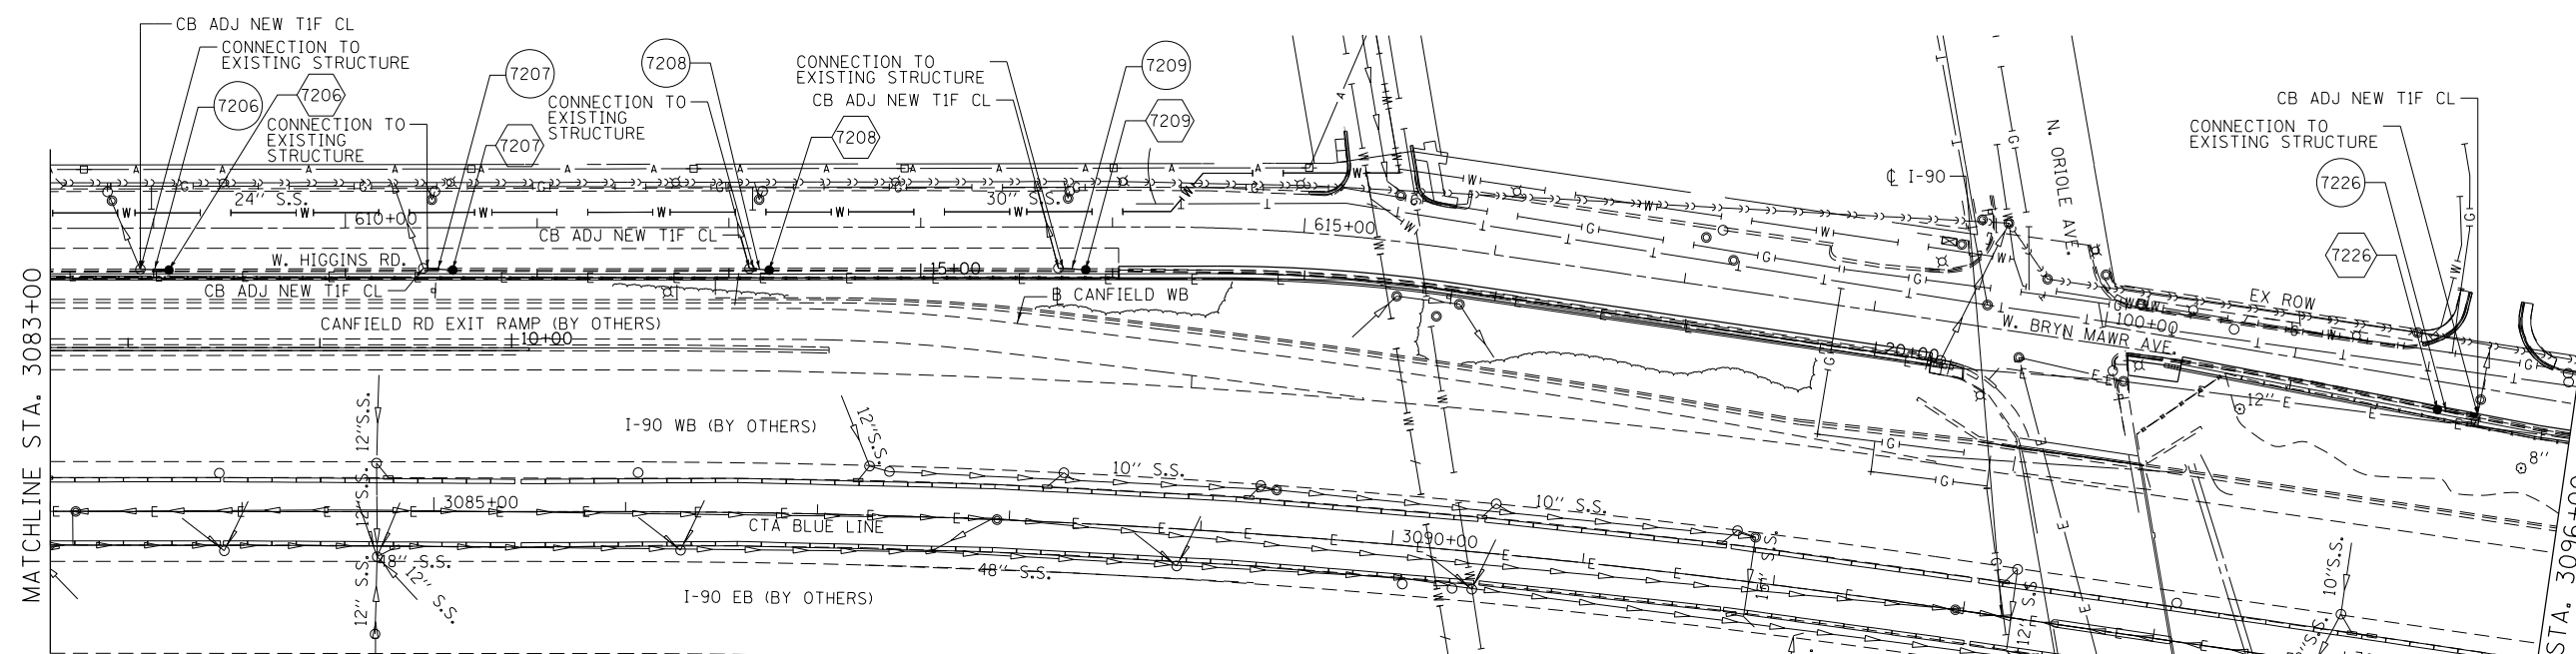 CB ADJ NEW T1F CL
CONNECTION TO
EXISTING STRUCTURE
7206
7206
CONNECTION TO
EXISTING
STRUCTURE
7207
7207
CONNECTION TO
EXISTING
STRUCTURE
7208
7208
CONNECTION TO
EXISTING STRUCTURE
CB ADJ NEW T1F CL
7209
7209
N. ORIOLE AVE.
℄ I-90
CB ADJ NEW T1F CL
CONNECTION TO
EXISTING STRUCTURE
7226
7226
24" S.S.
30" S.S.
610+00
615+00
CB ADJ NEW T1F CL
W. HIGGINS RD.
15+00
CB ADJ NEW T1F CL
B CANFIELD WB
EX ROW
100+00
W. BRYN MAWR AVE.
20+00
CANFIELD RD EXIT RAMP (BY OTHERS)
10+00
MATCHLINE STA. 3083+00
12"
8"
12"S.S.
I-90 WB (BY OTHERS)
12"S.S.
10" S.S.
10" S.S.
12"S.S.
3085+00
CTA BLUE LINE
3090+00
48" S.S.
12" S.S.
12" S.S.
48" S.S.
I-90 EB (BY OTHERS)
12" S.S.
10"S.S.
STA. 3096+00